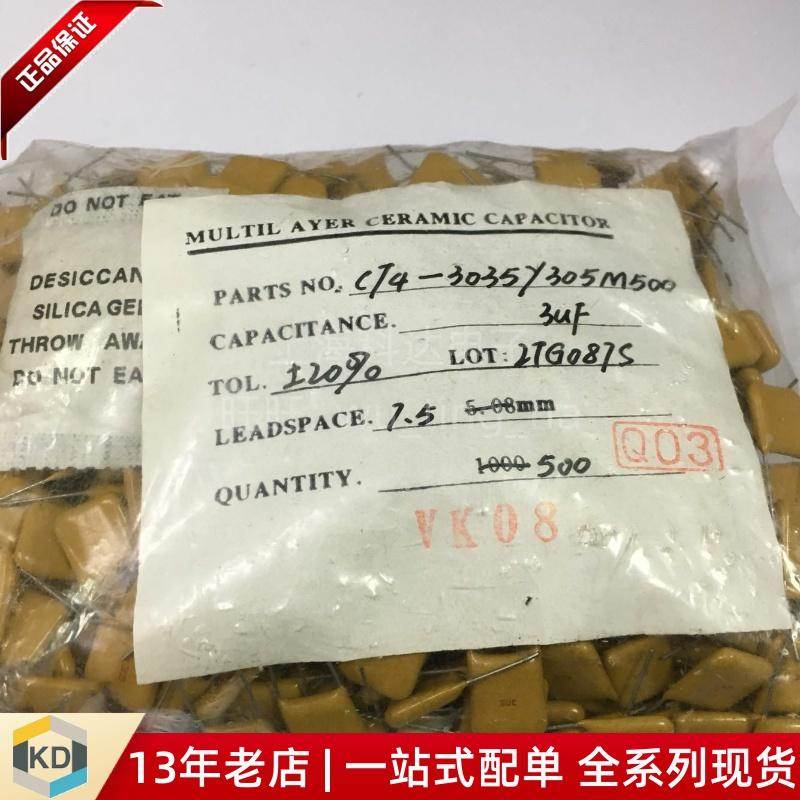 正品保证
DO NOT EAT
DESICCAN
SILICA GEL
THROW AWA
DO NOT EA
MULTIL AYER CERAMIC CAPACITOR
PARTS NO. CT4-3035Y305M500
CAPACITANCE. 3uF
TOL. ±20% LOT: 2TG087S
LEADSPACE. 7.5 5.08mm
QUANTITY. 1000 500
Q03
VK08
KD
13年老店 | 一站式配单 全系列现货